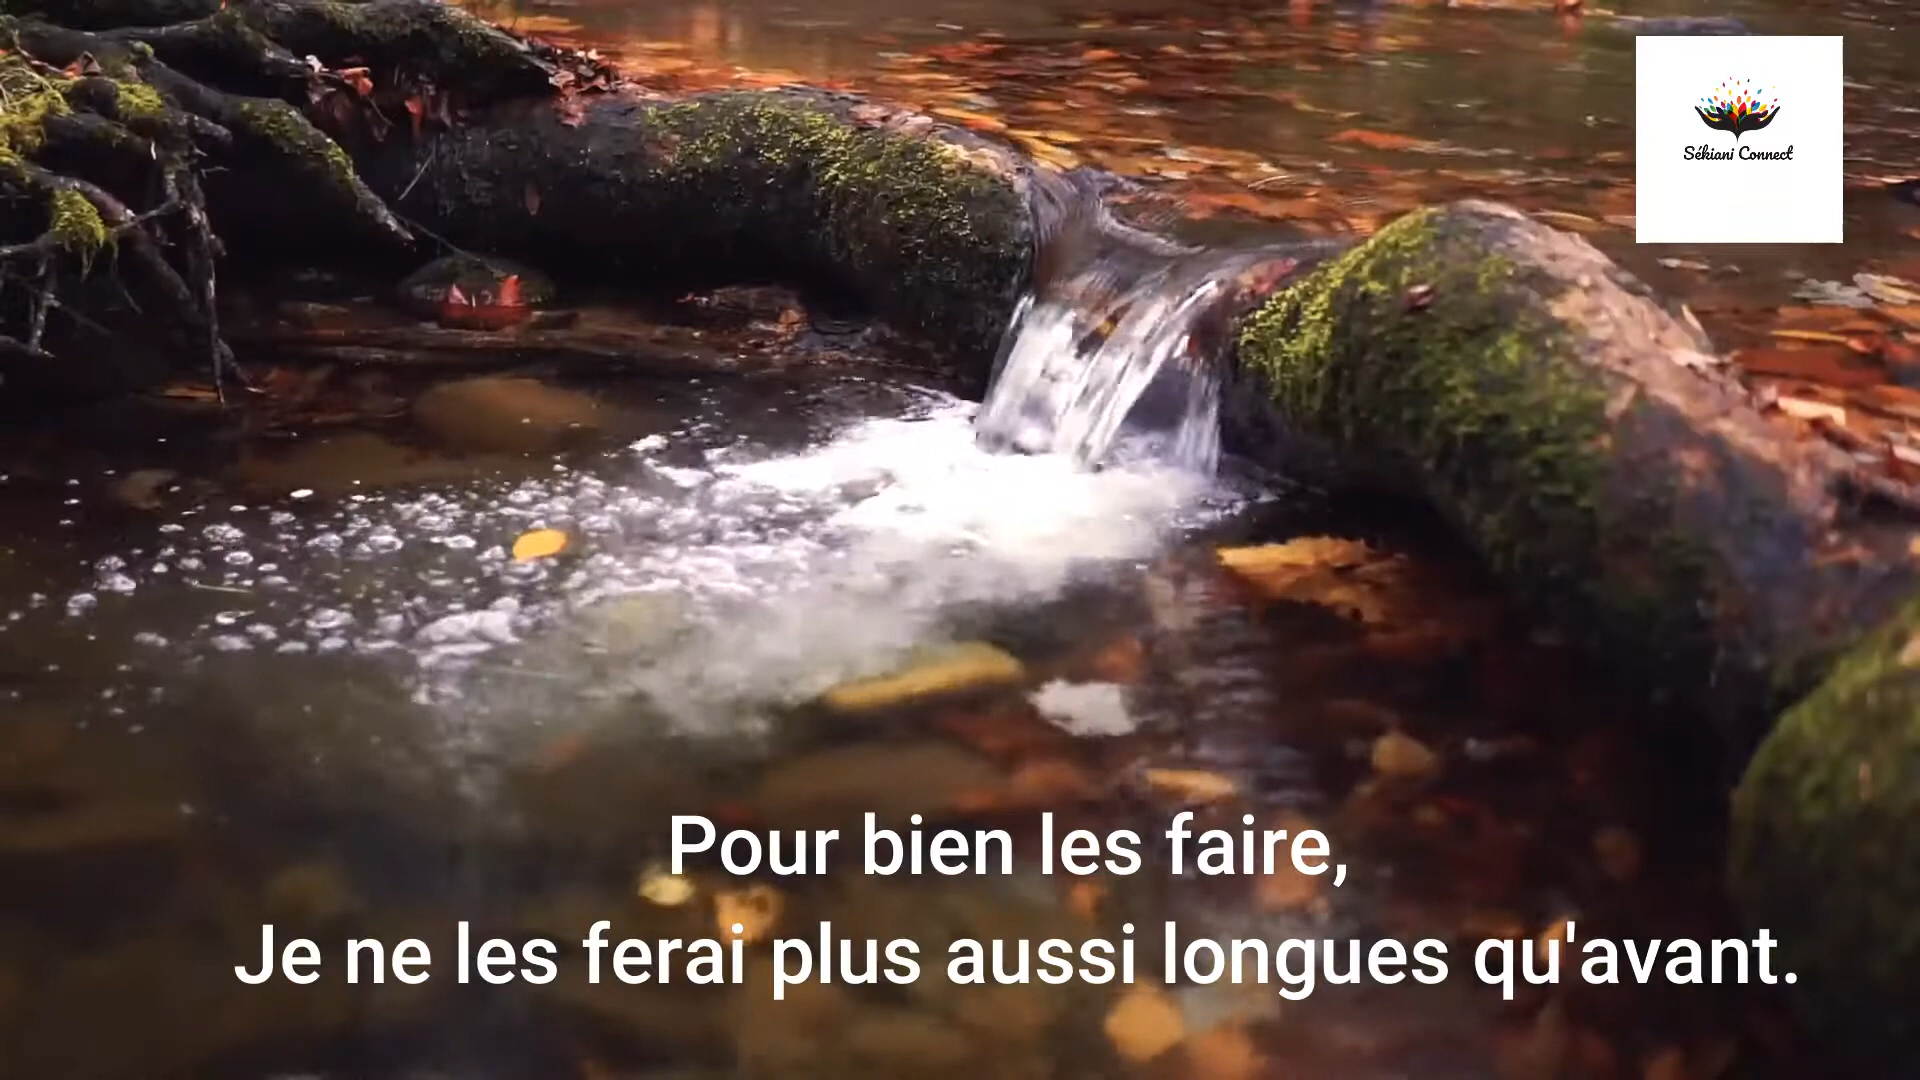 Sékiani Connect
Pour bien les faire,
Je ne les ferai plus aussi longues qu'avant.